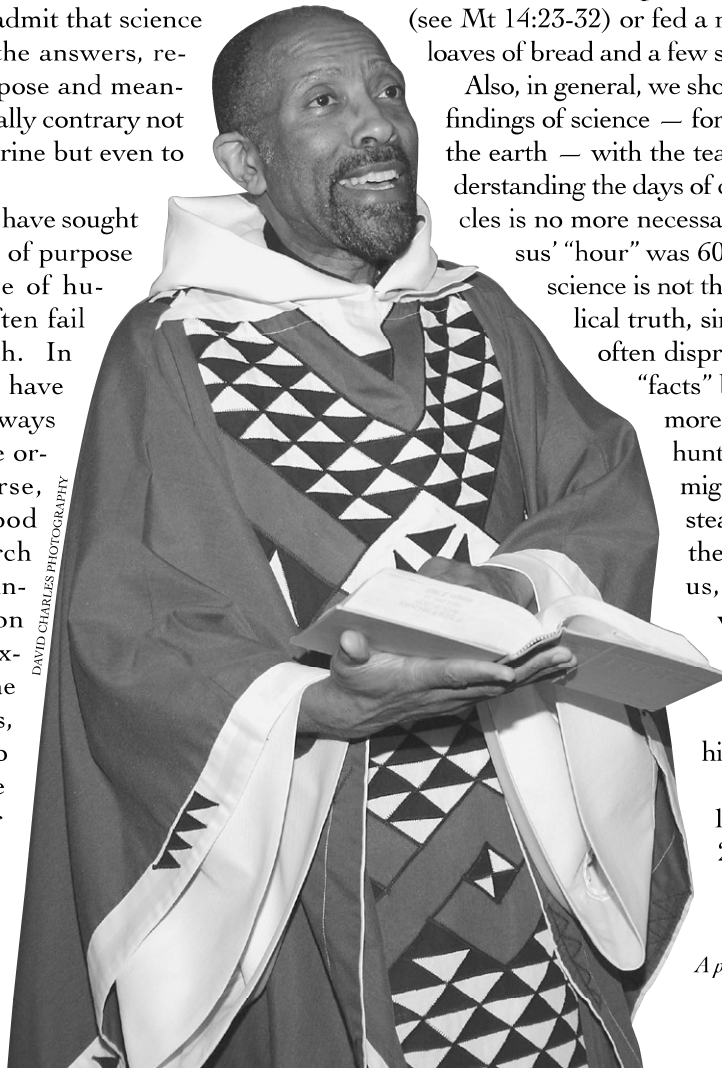 admit that science
the answers, re-
pose and mean-
ally contrary not
rine but even to
have sought
of purpose
e of hu-
ften fail
h. In
have
ways
e or-
rse,
ood
rch
n-
on
x-
ne
s,
o
e
DAVID CHARLES PHOTOGRAPHY
(see Mt 14:23-32) or fed a
loaves of bread and a few s
Also, in general, we sho
findings of science — for
the earth — with the tea
derstanding the days of
cles is no more necessa
sus’ “hour” was 60
science is not th
lical truth, sin
often dispr
“facts”
more
hunt
mig
stea
the
us,
hi
A p